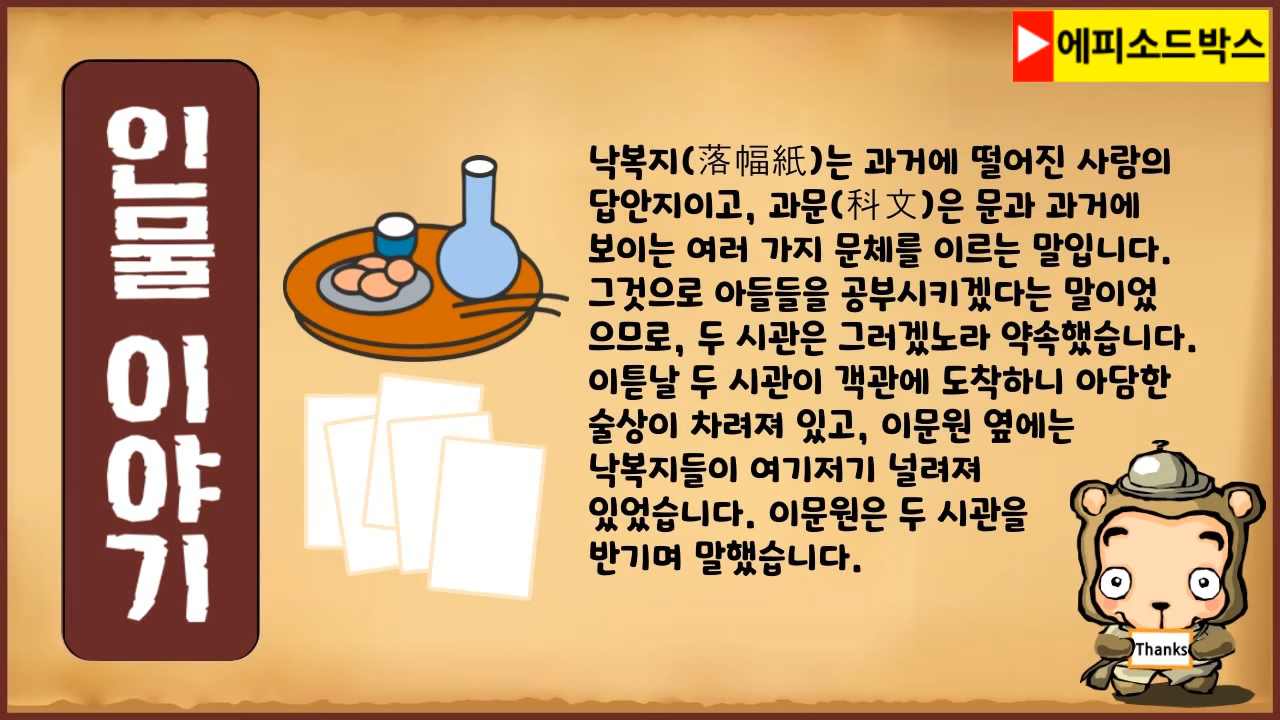 에피소드박스
인물 이야기
낙복지(落幅紙)는 과거에 떨어진 사람의
답안지이고, 과문(科文)은 문과 과거에
보이는 여러 가지 문체를 이르는 말입니다.
그것으로 아들들을 공부시키겠다는 말이었
으므로, 두 시관은 그러겠노라 약속했습니다.
이튿날 두 시관이 객관에 도착하니 아담한
술상이 차려져 있고, 이문원 옆에는
낙복지들이 여기저기 널려져
있었습니다. 이문원은 두 시관을
반기며 말했습니다.
Thanks